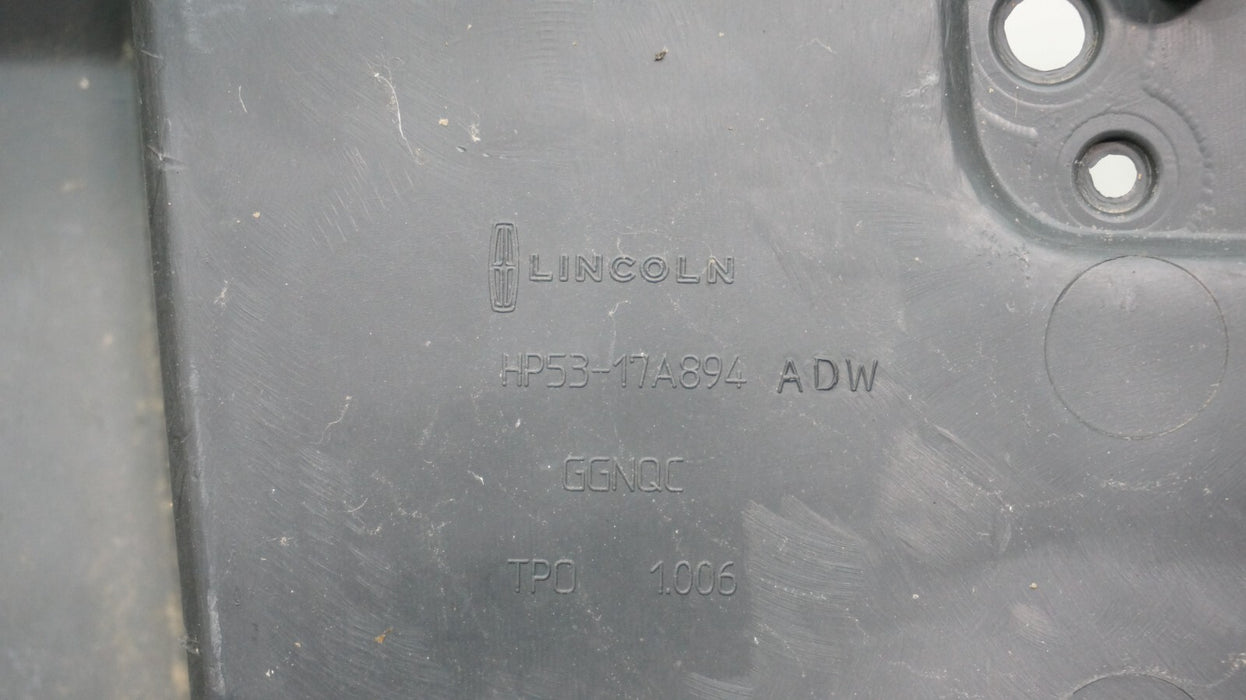 LINCOLN
HP53-17A894 ADW
GGNQC
TPO 1.006